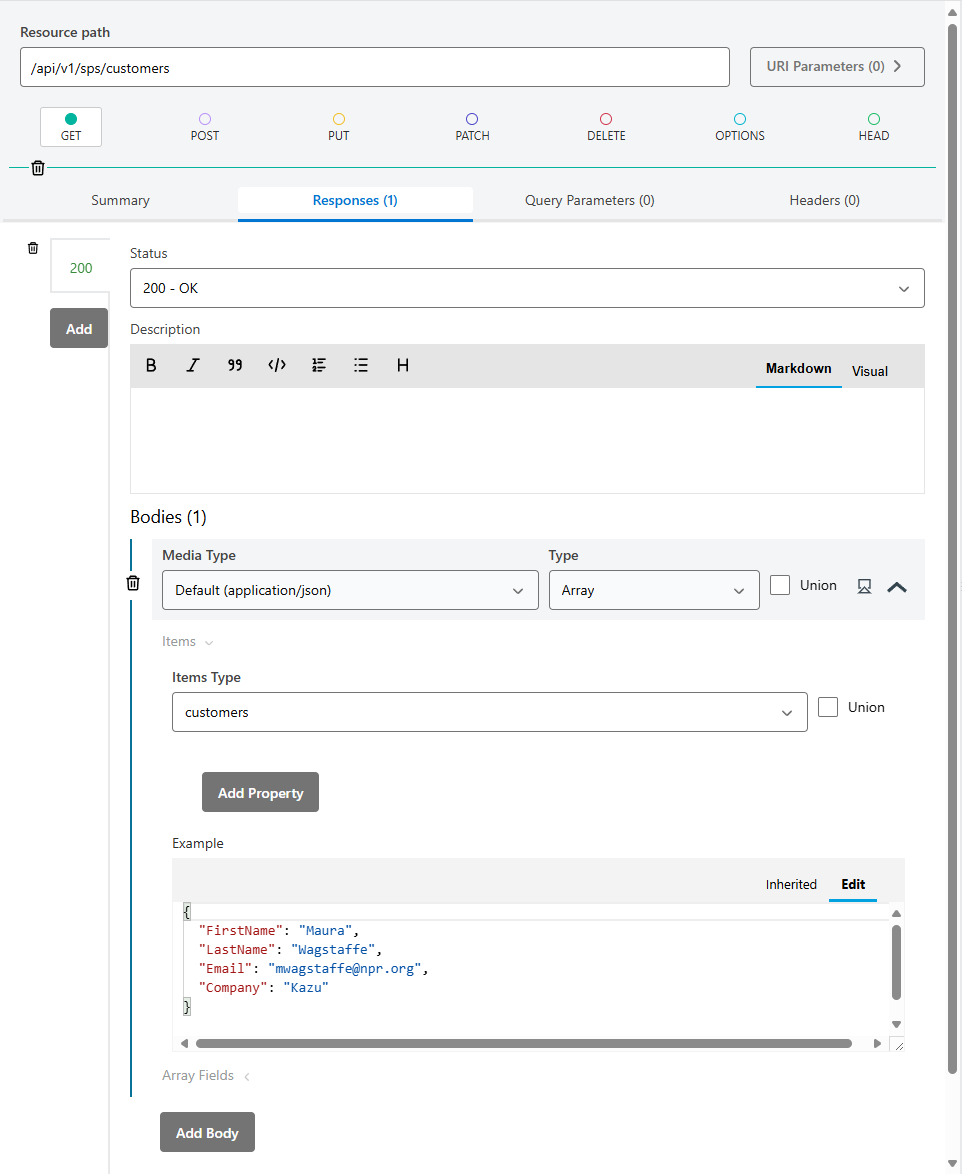 Resource path
/api/v1/sps/customers
URI Parameters (0)
GET POST PUT PATCH DELETE OPTIONS HEAD
Summary Responses (1) Query Parameters (0) Headers (0)
200
Add
Status
200 - OK
Description
B I 99 </> H
Markdown Visual
Bodies (1)
Media Type Type
Default (application/json) Array Union
Items
Items Type
customers Union
Add Property
Example
Inherited Edit
{
"FirstName": "Maura",
"LastName": "Wagstaffe",
"Email": "mwagstaffe@npr.org",
"Company": "Kazu"
}
Array Fields
Add Body